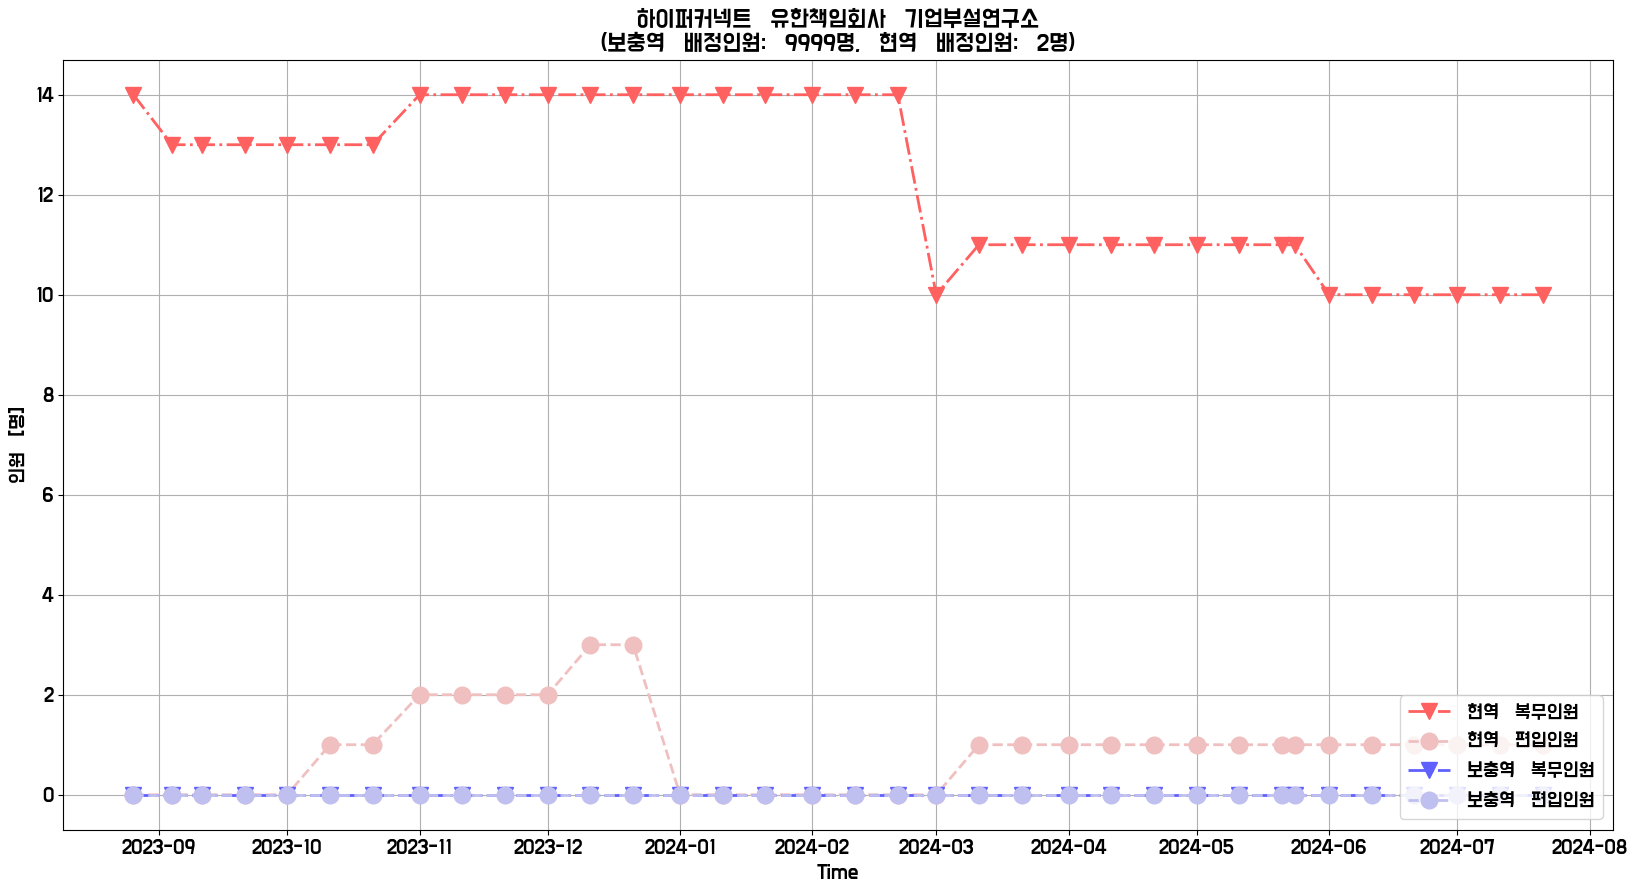 하이퍼커넥트 유한책임회사 기업부설연구소
(보충역 배정인원: 9999명, 현역 배정인원: 2명)
14
12
10
8
6
4
2
0
인원 [명]
현역 복무인원
현역 편입인원
보충역 복무인원
보충역 편입인원
2023-09 2023-10 2023-11 2023-12 2024-01 2024-02 2024-03 2024-04 2024-05 2024-06 2024-07 2024-08
Time